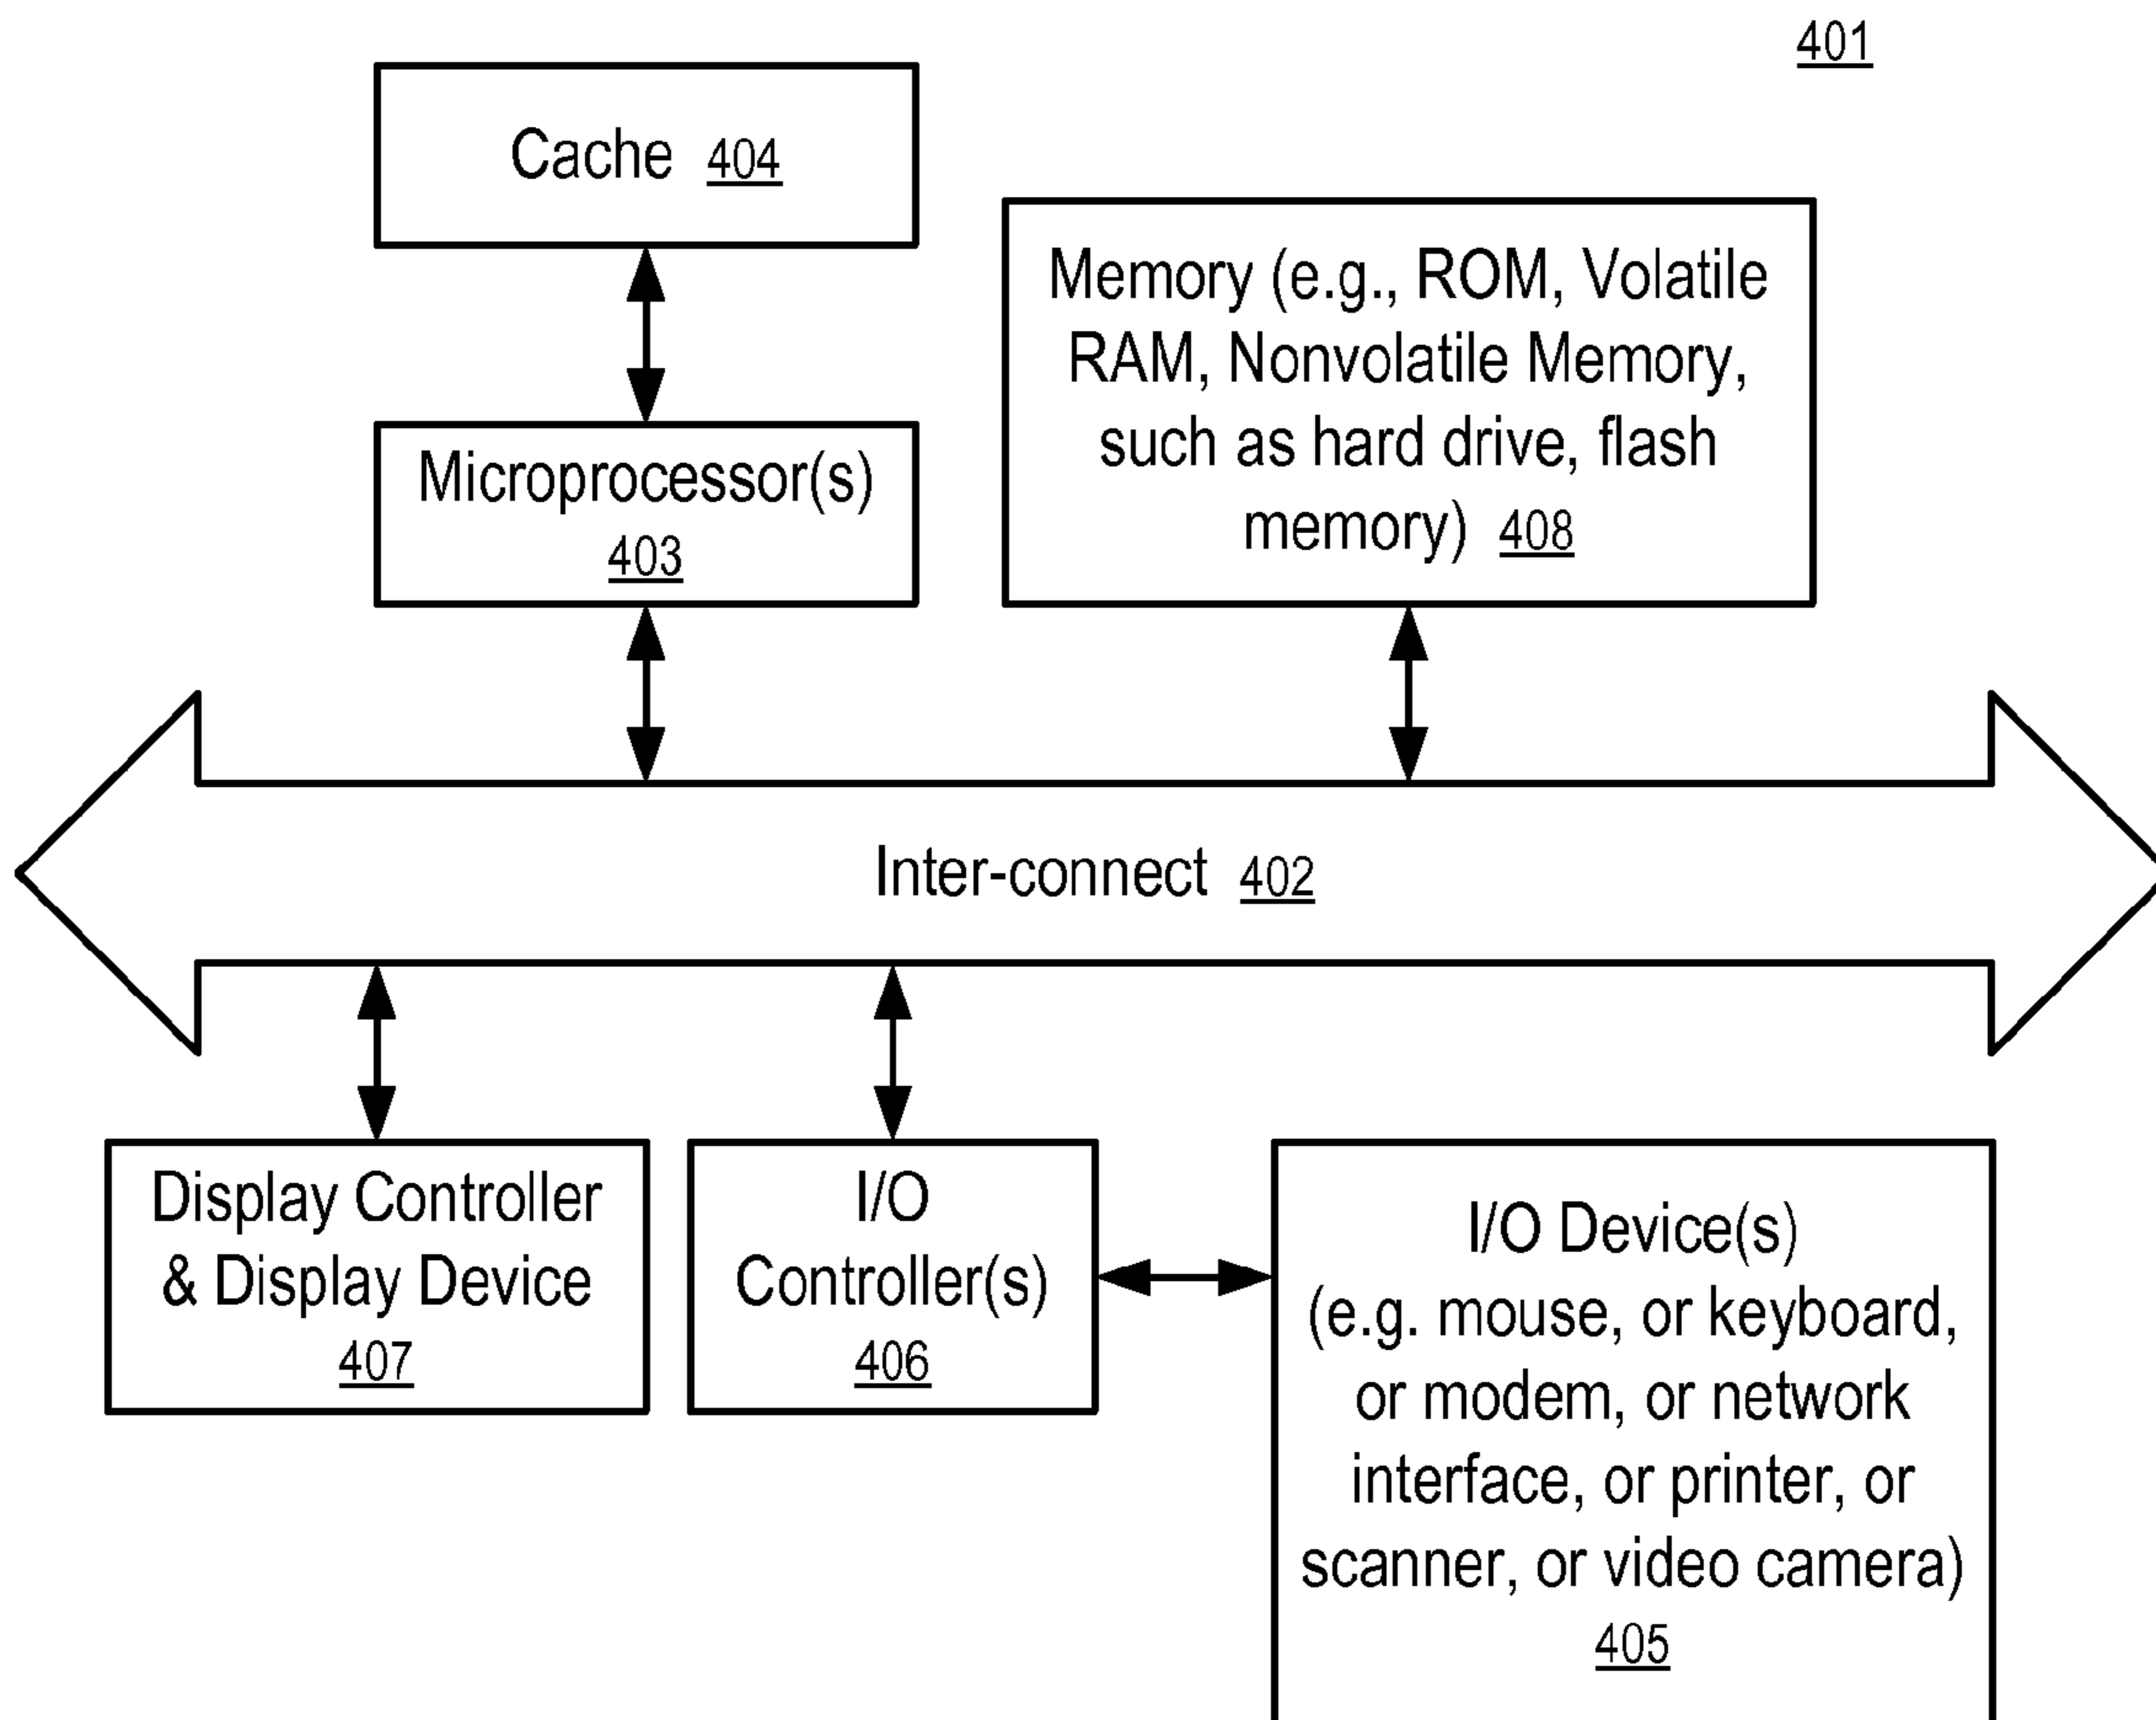 401
Cache 404
Memory (e.g., ROM, Volatile
RAM, Nonvolatile Memory,
such as hard drive, flash
memory) 408
Microprocessor(s)
403
Inter-connect 402
Display Controller
& Display Device
407
I/O
Controller(s)
406
I/O Device(s)
(e.g. mouse, or keyboard,
or modem, or network
interface, or printer, or
scanner, or video camera)
405